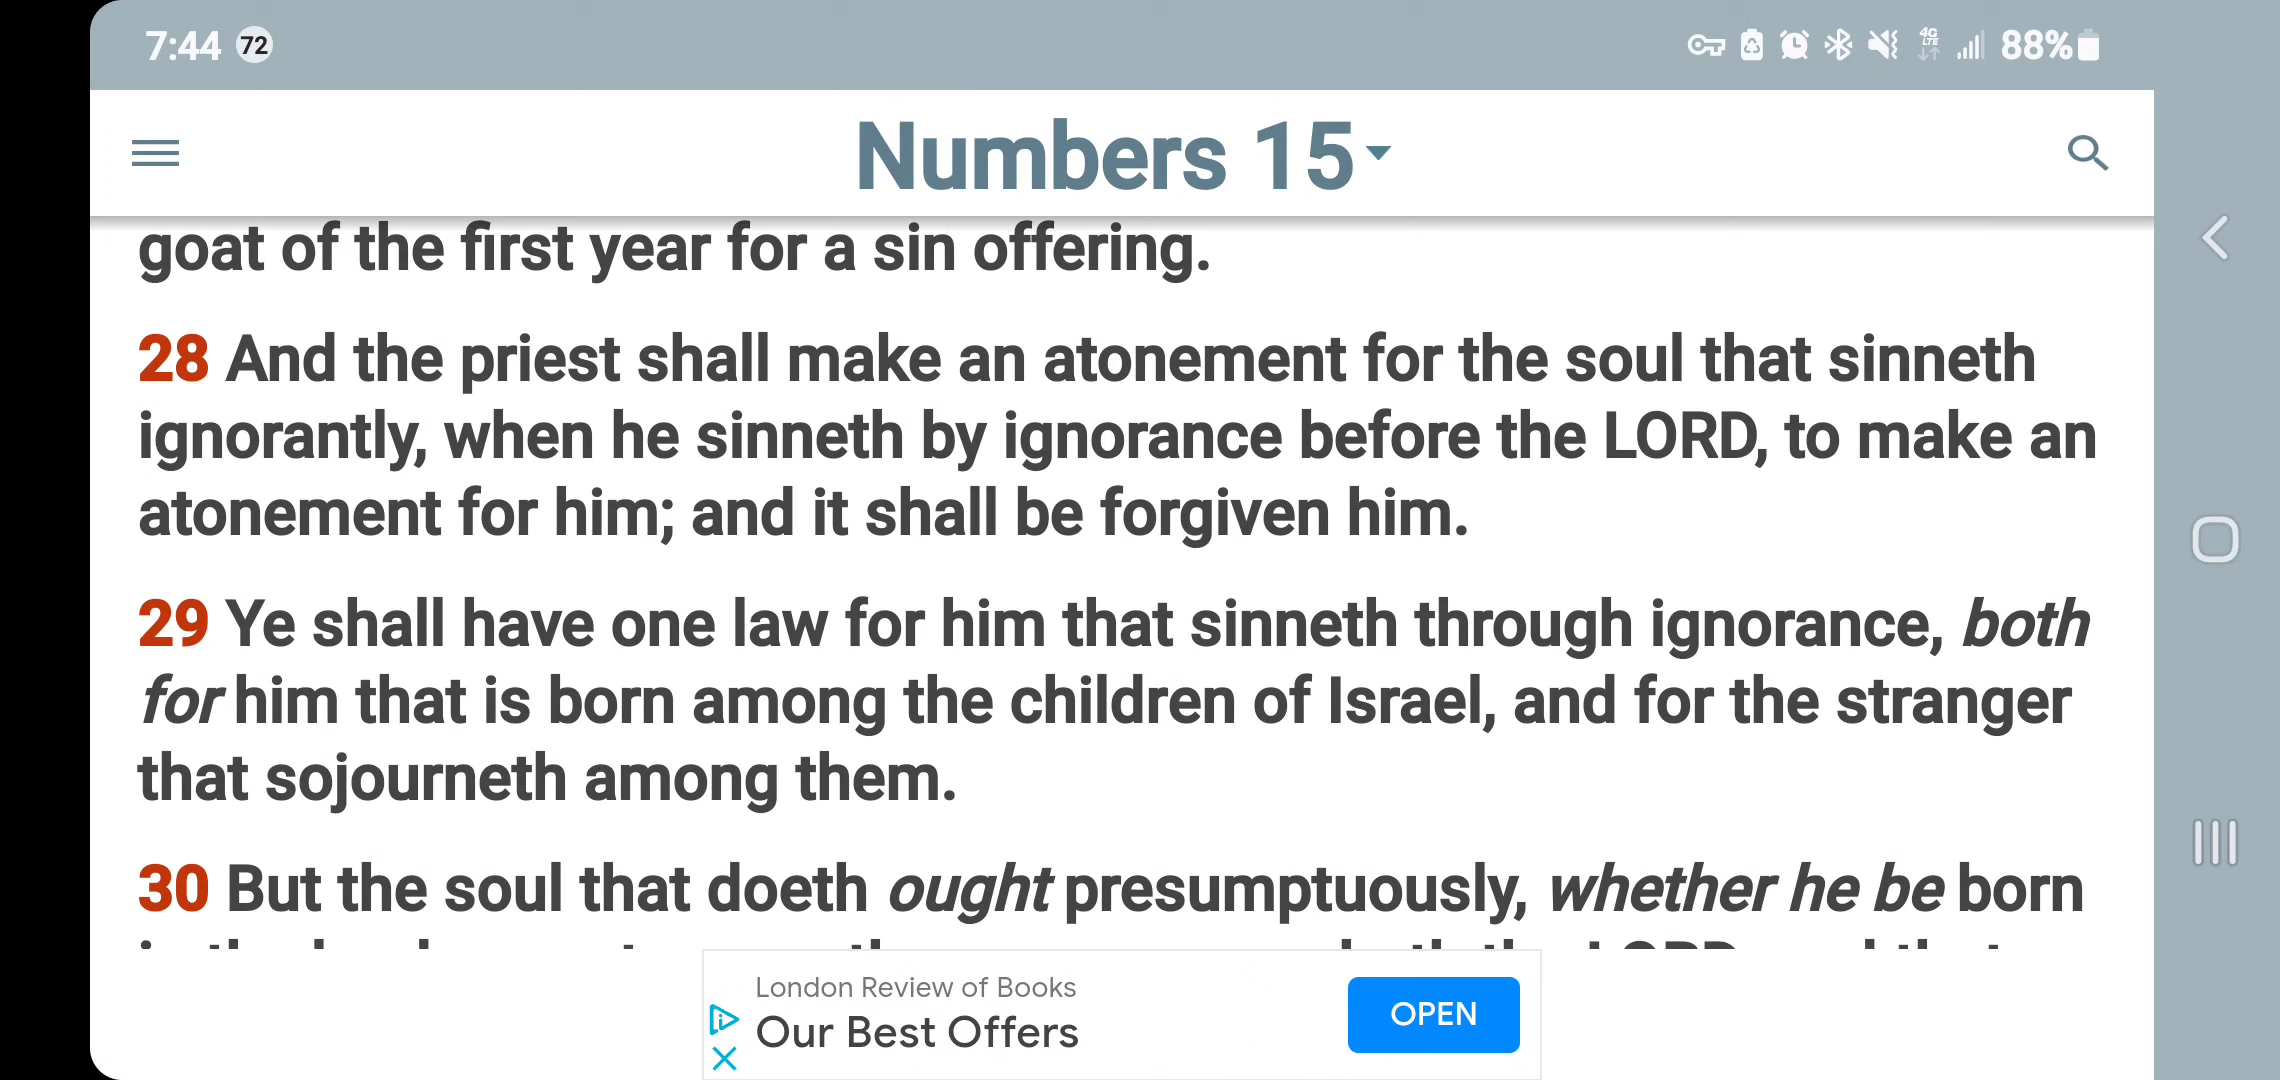 7:44 72
4G LTE 88%
Numbers 15
goat of the first year for a sin offering.
28 And the priest shall make an atonement for the soul that sinneth
ignorantly, when he sinneth by ignorance before the LORD, to make an
atonement for him; and it shall be forgiven him.
29 Ye shall have one law for him that sinneth through ignorance, both
for him that is born among the children of Israel, and for the stranger
that sojourneth among them.
30 But the soul that doeth ought presumptuously, whether he be born
London Review of Books
Our Best Offers
OPEN